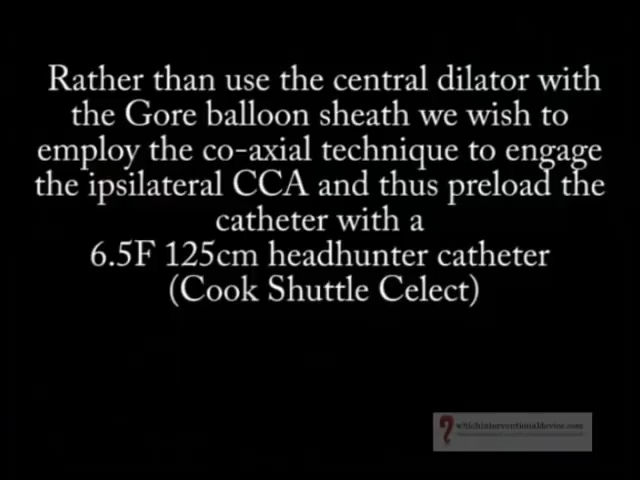 Rather than use the central dilator with
the Gore balloon sheath we wish to
employ the co-axial technique to engage
the ipsilateral CCA and thus preload the
catheter with a
6.5F 125cm headhunter catheter
(Cook Shuttle Celect)
whichinterventionaldevice.com